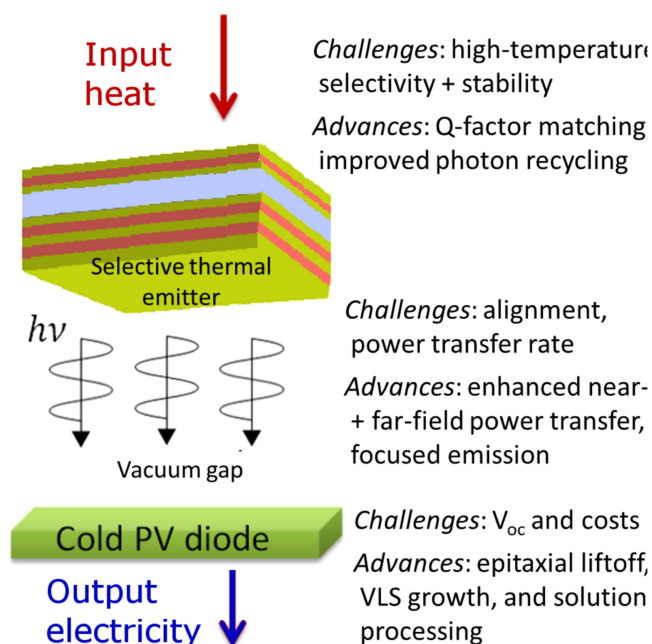 Input
heat
Challenges: high-temperature
selectivity + stability
Advances: Q-factor matching,
improved photon recycling
Selective thermal
emitter
hν
Challenges: alignment,
power transfer rate
Advances: enhanced near-
+ far-field power transfer,
focused emission
Vacuum gap
Cold PV diode
Challenges: Voc and costs
Advances: epitaxial liftoff,
VLS growth, and solution
processing
Output
electricity